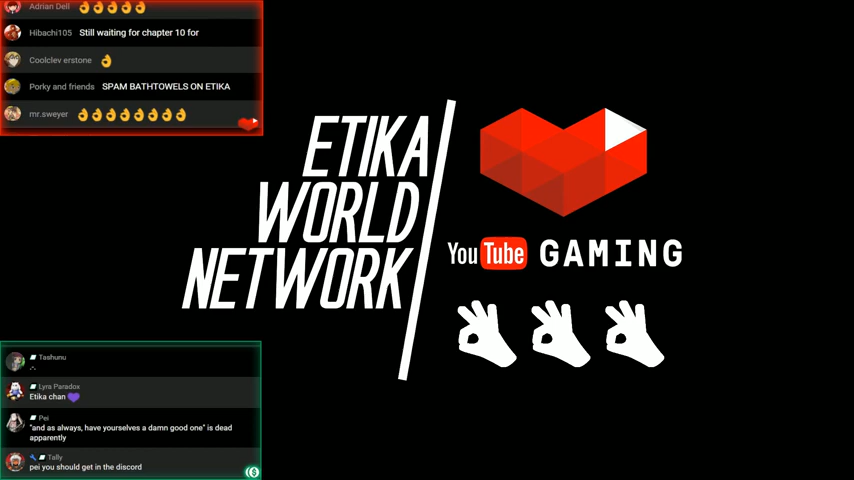 Adrian Deil 👌👌👌👌👌
Hibachi105 Still waiting for chapter 10 for
Coolclev erstone 👌
Porky and friends SPAM BATHTOWELS ON ETIKA
mr.sweyer 👌👌👌👌👌👌👌👌
ETIKA
WORLD
NETWORK
YouTube GAMING
Tashunu
.-.
Lyra Paradox
Etika chan 💜
Pei
"and as always, have yourselves a damn good one" is dead
apparently
Tally
pei you should get in the discord